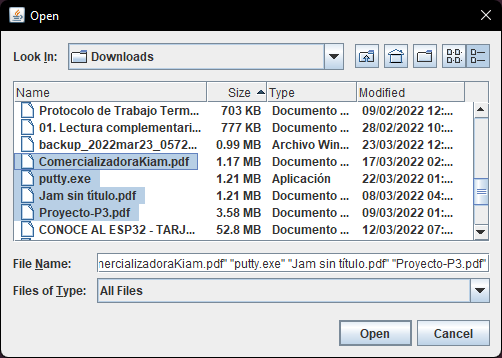 Open
Look In: Downloads
Name Size Type Modified
Protocolo de Trabajo Term... 703 KB Documento ... 09/02/2022 12:...
01. Lectura complementari... 777 KB Documento ... 28/02/2022 10:...
backup_2022mar23_0572... 0.99 MB Archivo Win... 23/03/2022 12:...
ComercializadoraKiam.pdf 1.17 MB Documento ... 17/03/2022 02:...
putty.exe 1.21 MB Aplicación 22/03/2022 01:...
Jam sin título.pdf 1.21 MB Documento ... 08/03/2022 04:...
Proyecto-P3.pdf 3.58 MB Documento ... 09/03/2022 01:...
CONOCE AL ESP32 - TARJ... 52.8 MB Documento ... 12/03/2022 07:...
File Name: mercializadoraKiam.pdf" "putty.exe" "Jam sin título.pdf" "Proyecto-P3.pdf"
Files of Type: All Files
Open Cancel